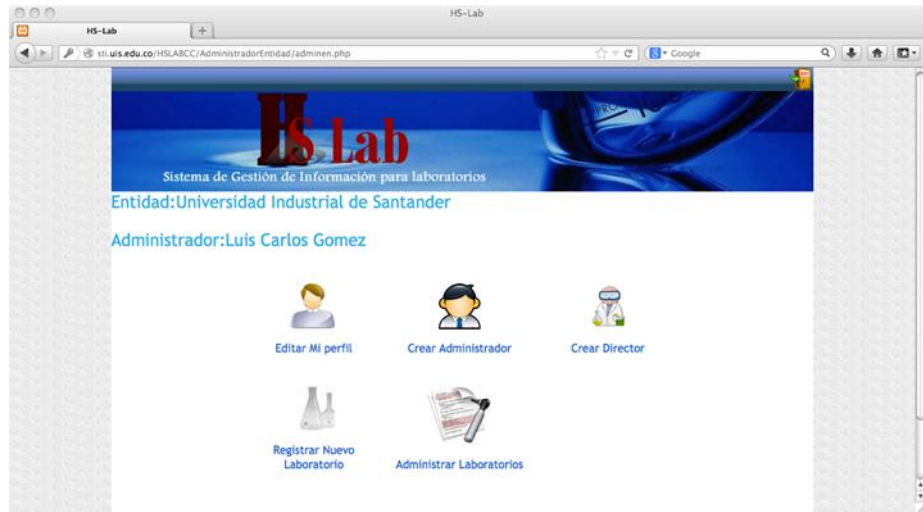 HS-Lab
HS-Lab
sti.uis.edu.co/HSLABCC/AdministradorEntidad/adminen.php
Google
HS Lab
Sistema de Gestión de Información para laboratorios
Entidad:Universidad Industrial de Santander
Administrador:Luis Carlos Gomez
Editar Mi perfil
Crear Administrador
Crear Director
Registrar Nuevo
Laboratorio
Administrar Laboratorios